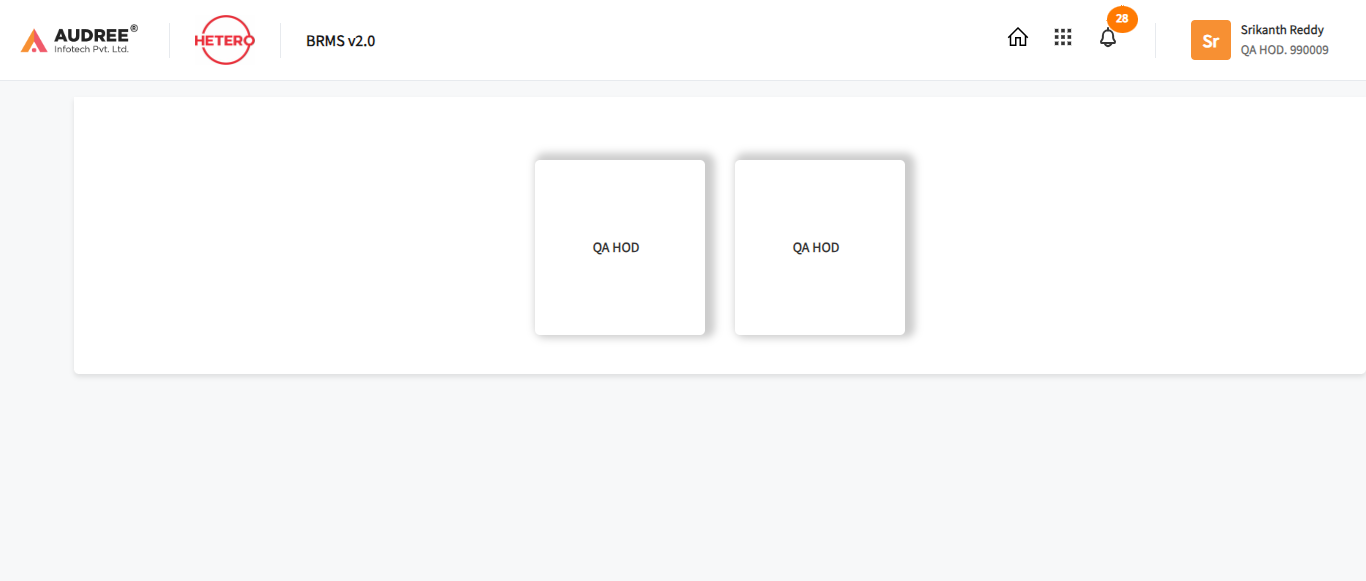 AUDREE®
Infotech Pvt. Ltd.
HETERO
BRMS v2.0
28
Sr
Srikanth Reddy
QA HOD. 990009
QA HOD
QA HOD